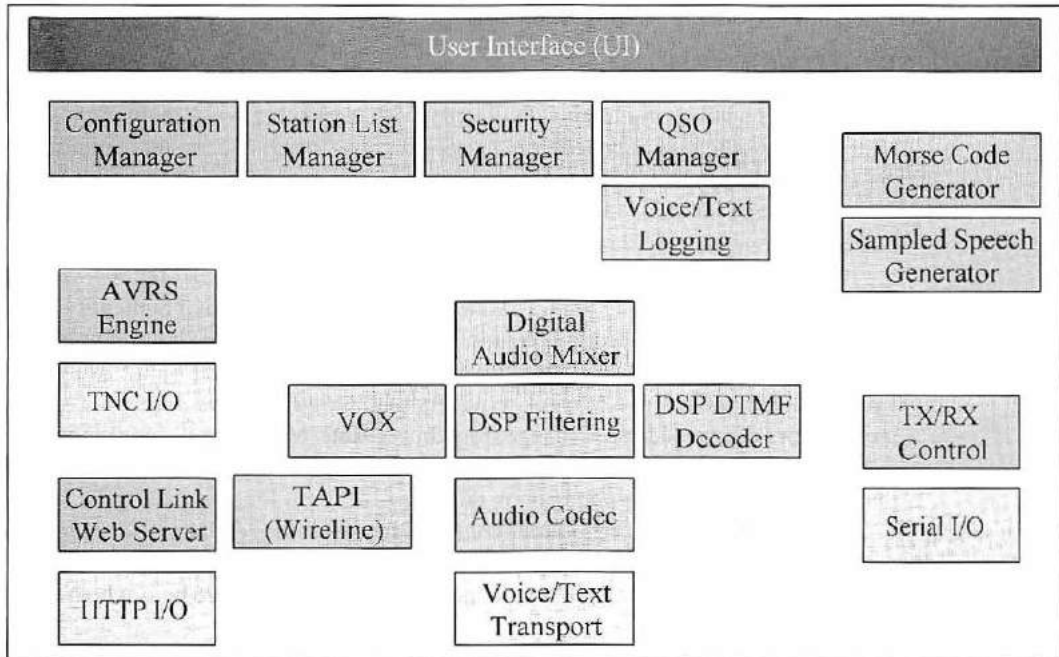 User Interface (UI)
Configuration
Manager
Station List
Manager
Security
Manager
QSO
Manager
Morse Code
Generator
Voice/Text
Logging
Sampled Speech
Generator
AVRS
Engine
Digital
Audio Mixer
TNC I/O
VOX
DSP Filtering
DSP DTMF
Decoder
TX/RX
Control
Control Link
Web Server
TAPI
(Wireline)
Audio Codec
Serial I/O
HTTP I/O
Voice/Text
Transport